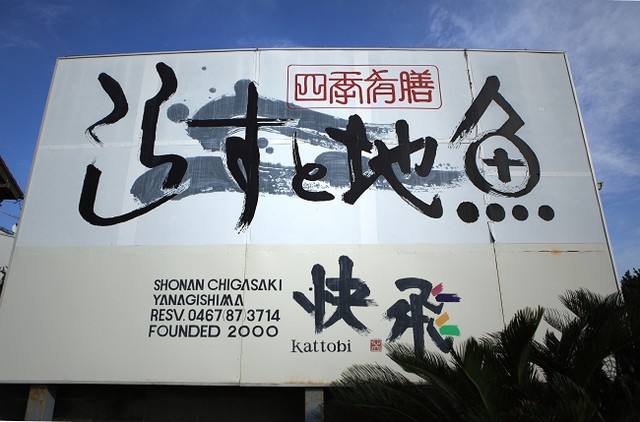 四季肴膳
しらすと地魚
SHONAN CHIGASAKI
YANAGISHIMA
RESV. 0467 87 3714
FOUNDED 2000
快飛
Kattobi